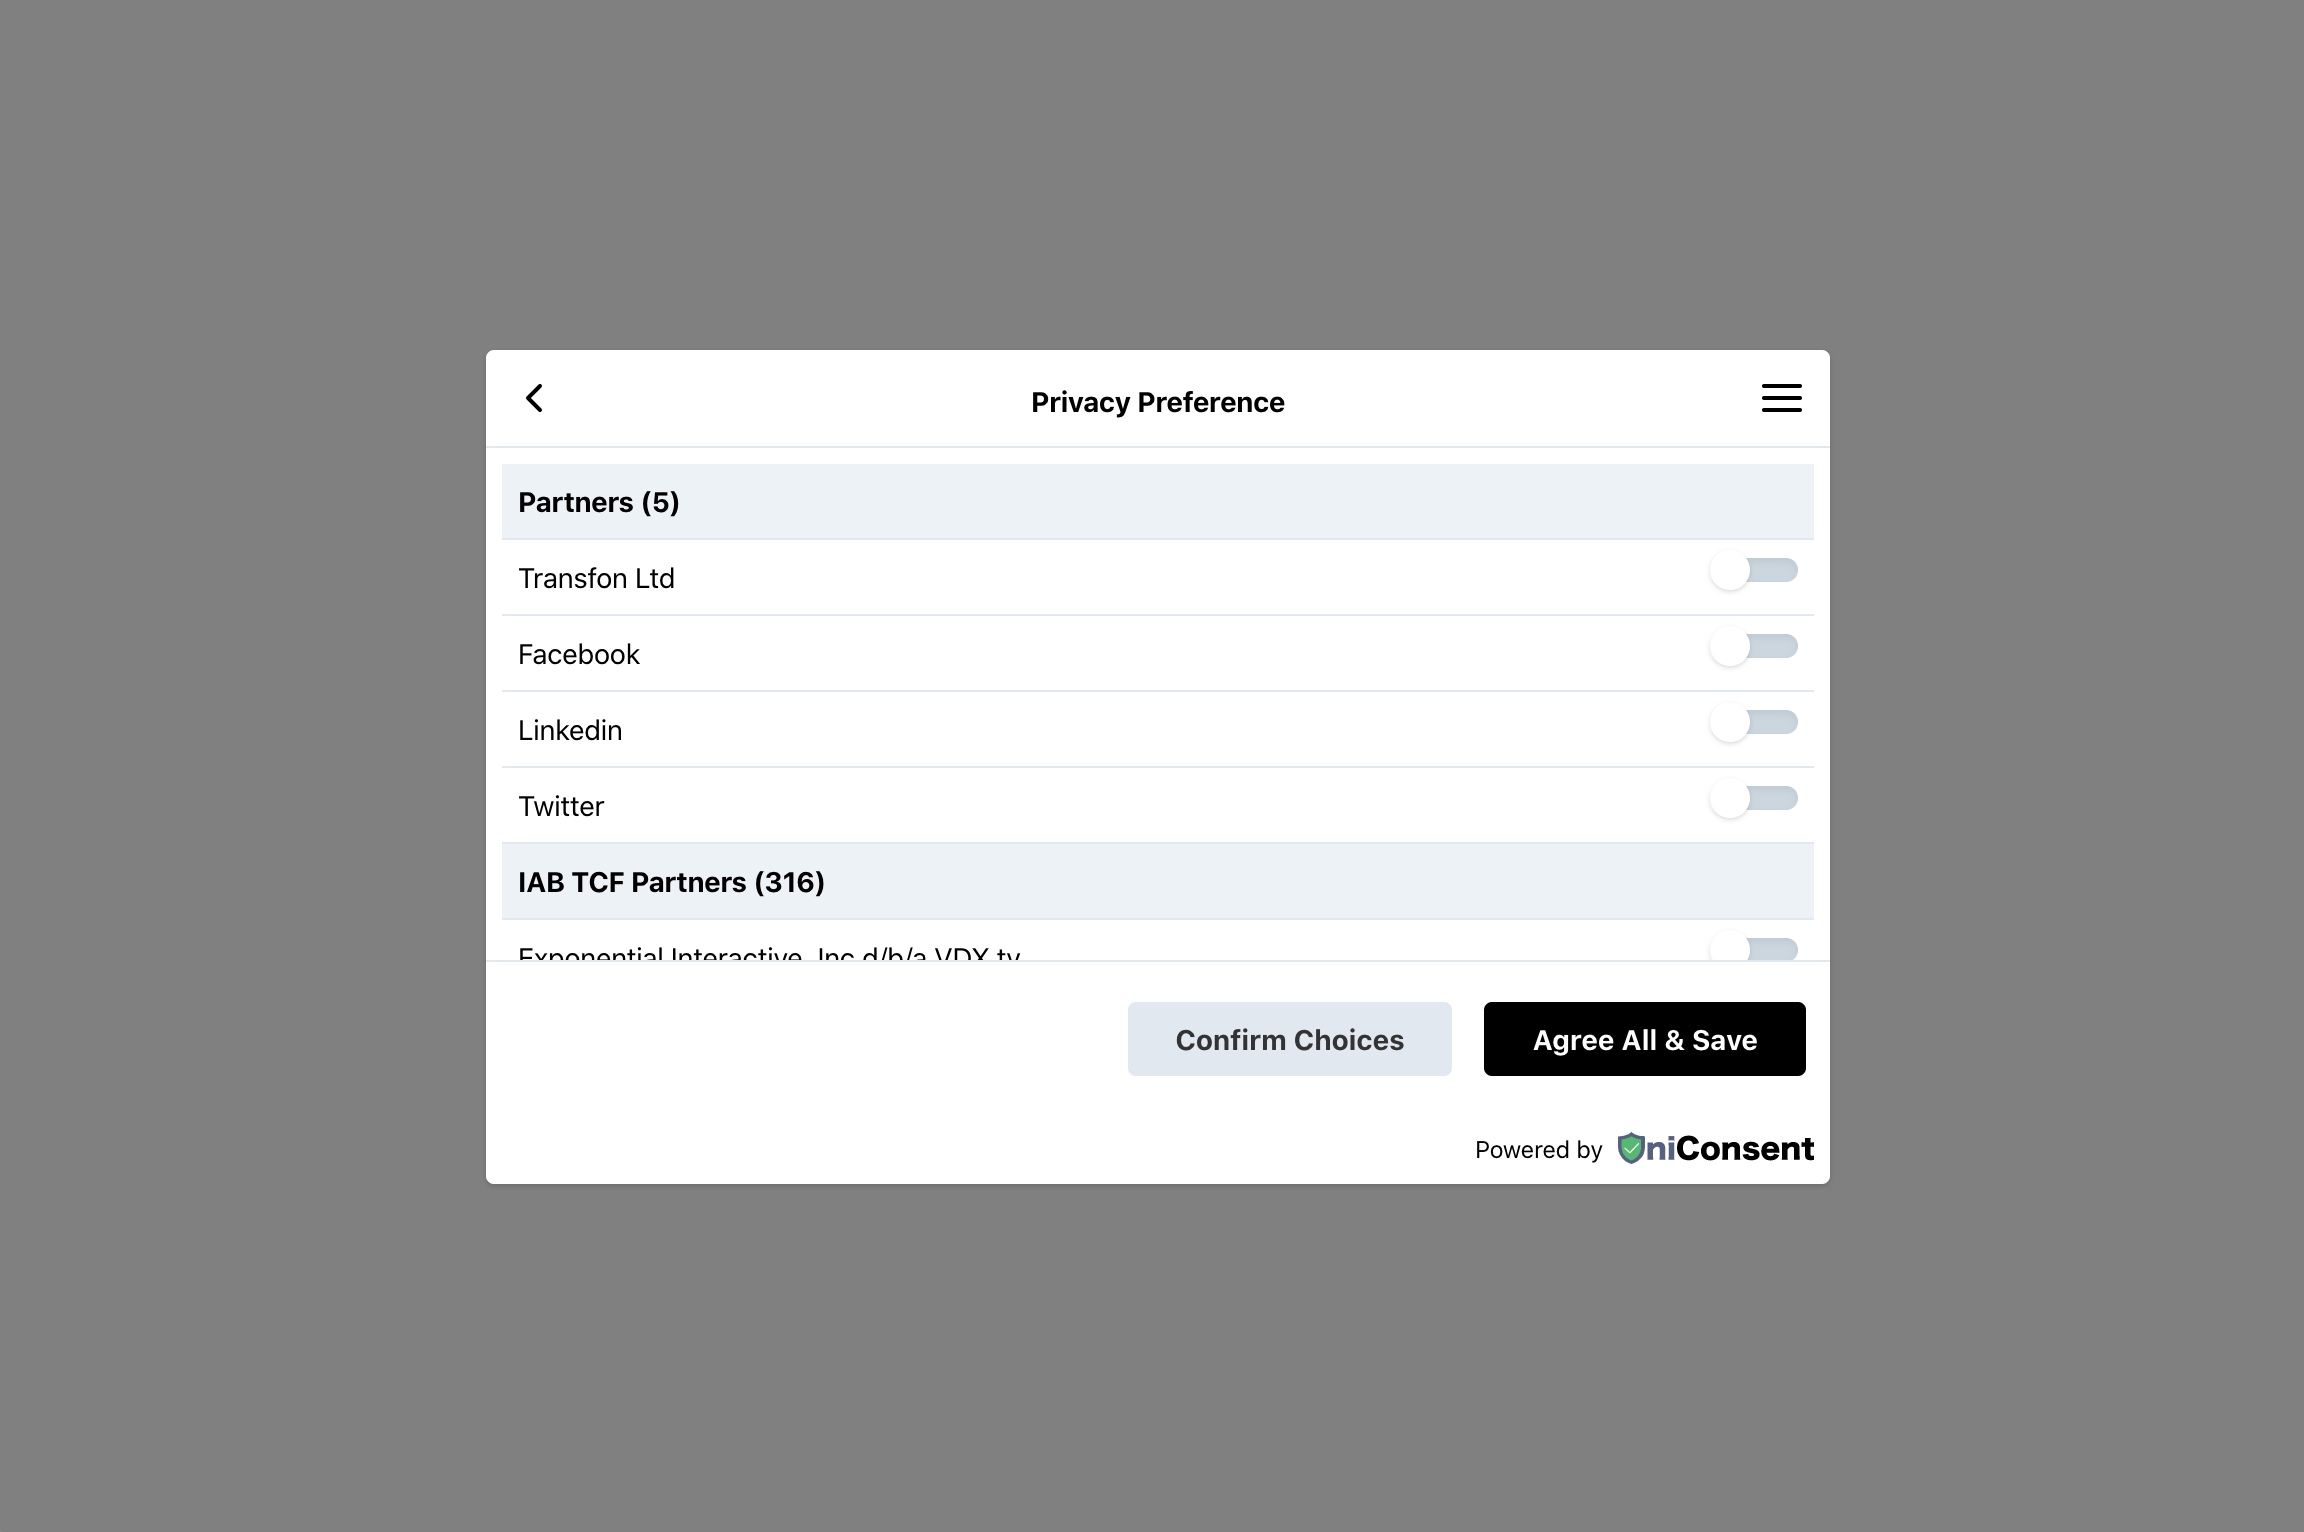 Privacy Preference
Partners (5)
Transfon Ltd
Facebook
Linkedin
Twitter
IAB TCF Partners (316)
Exponential Interactive, Inc d/b/a VDX.tv
Confirm Choices
Agree All & Save
Powered by niConsent